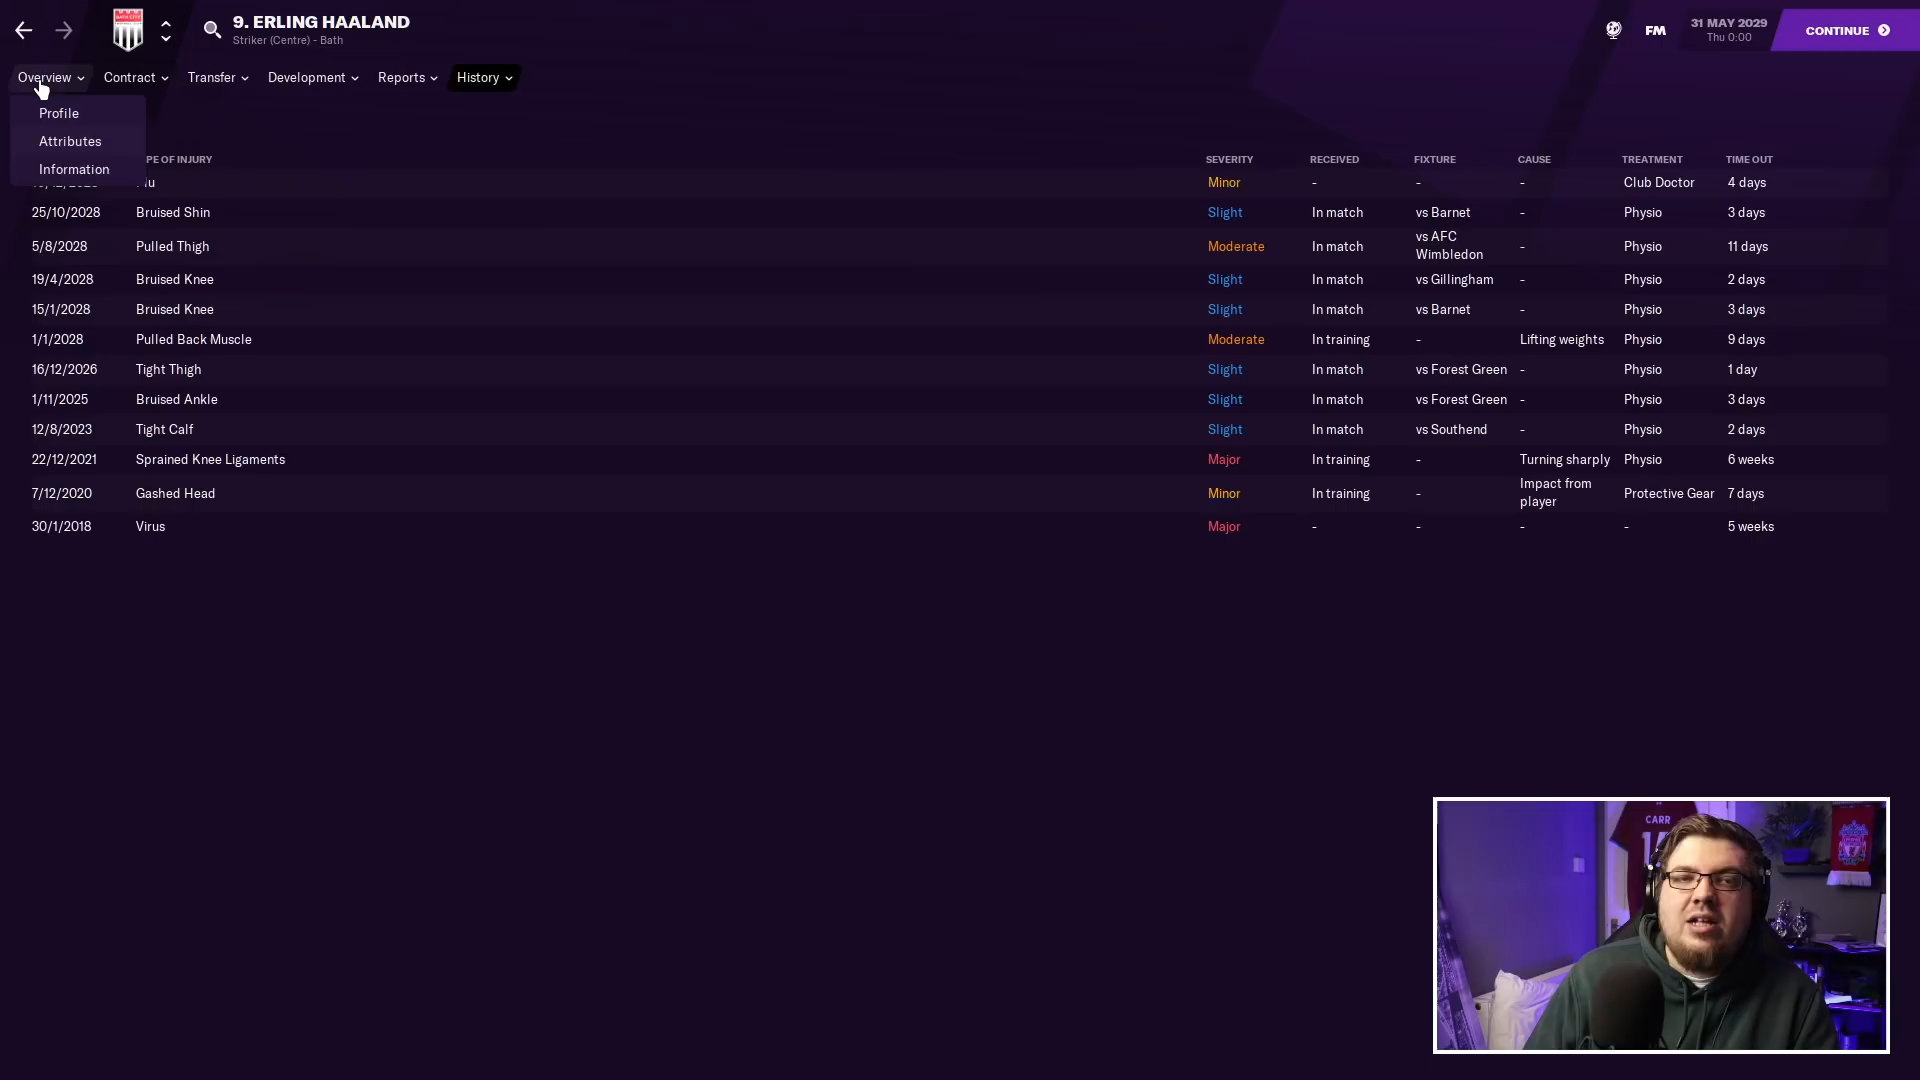 9. ERLING HAALAND
Striker (Centre) - Bath
FM
31 MAY 2029
Thu 0:00
CONTINUE
Overview Contract Transfer Development Reports History
Profile
Attributes
Information
PE OF INJURY SEVERITY RECEIVED FIXTURE CAUSE TREATMENT TIME OUT
Minor - - - Club Doctor 4 days
25/10/2028 Bruised Shin Slight In match vs Barnet - Physio 3 days
5/8/2028 Pulled Thigh Moderate In match vs AFC Wimbledon - Physio 11 days
19/4/2028 Bruised Knee Slight In match vs Gillingham - Physio 2 days
15/1/2028 Bruised Knee Slight In match vs Barnet - Physio 3 days
1/1/2028 Pulled Back Muscle Moderate In training - Lifting weights Physio 9 days
16/12/2026 Tight Thigh Slight In match vs Forest Green - Physio 1 day
1/11/2025 Bruised Ankle Slight In match vs Forest Green - Physio 3 days
12/8/2023 Tight Calf Slight In match vs Southend - Physio 2 days
22/12/2021 Sprained Knee Ligaments Major In training - Turning sharply Physio 6 weeks
7/12/2020 Gashed Head Minor In training - Impact from player Protective Gear 7 days
30/1/2018 Virus Major - - - - 5 weeks
CARR